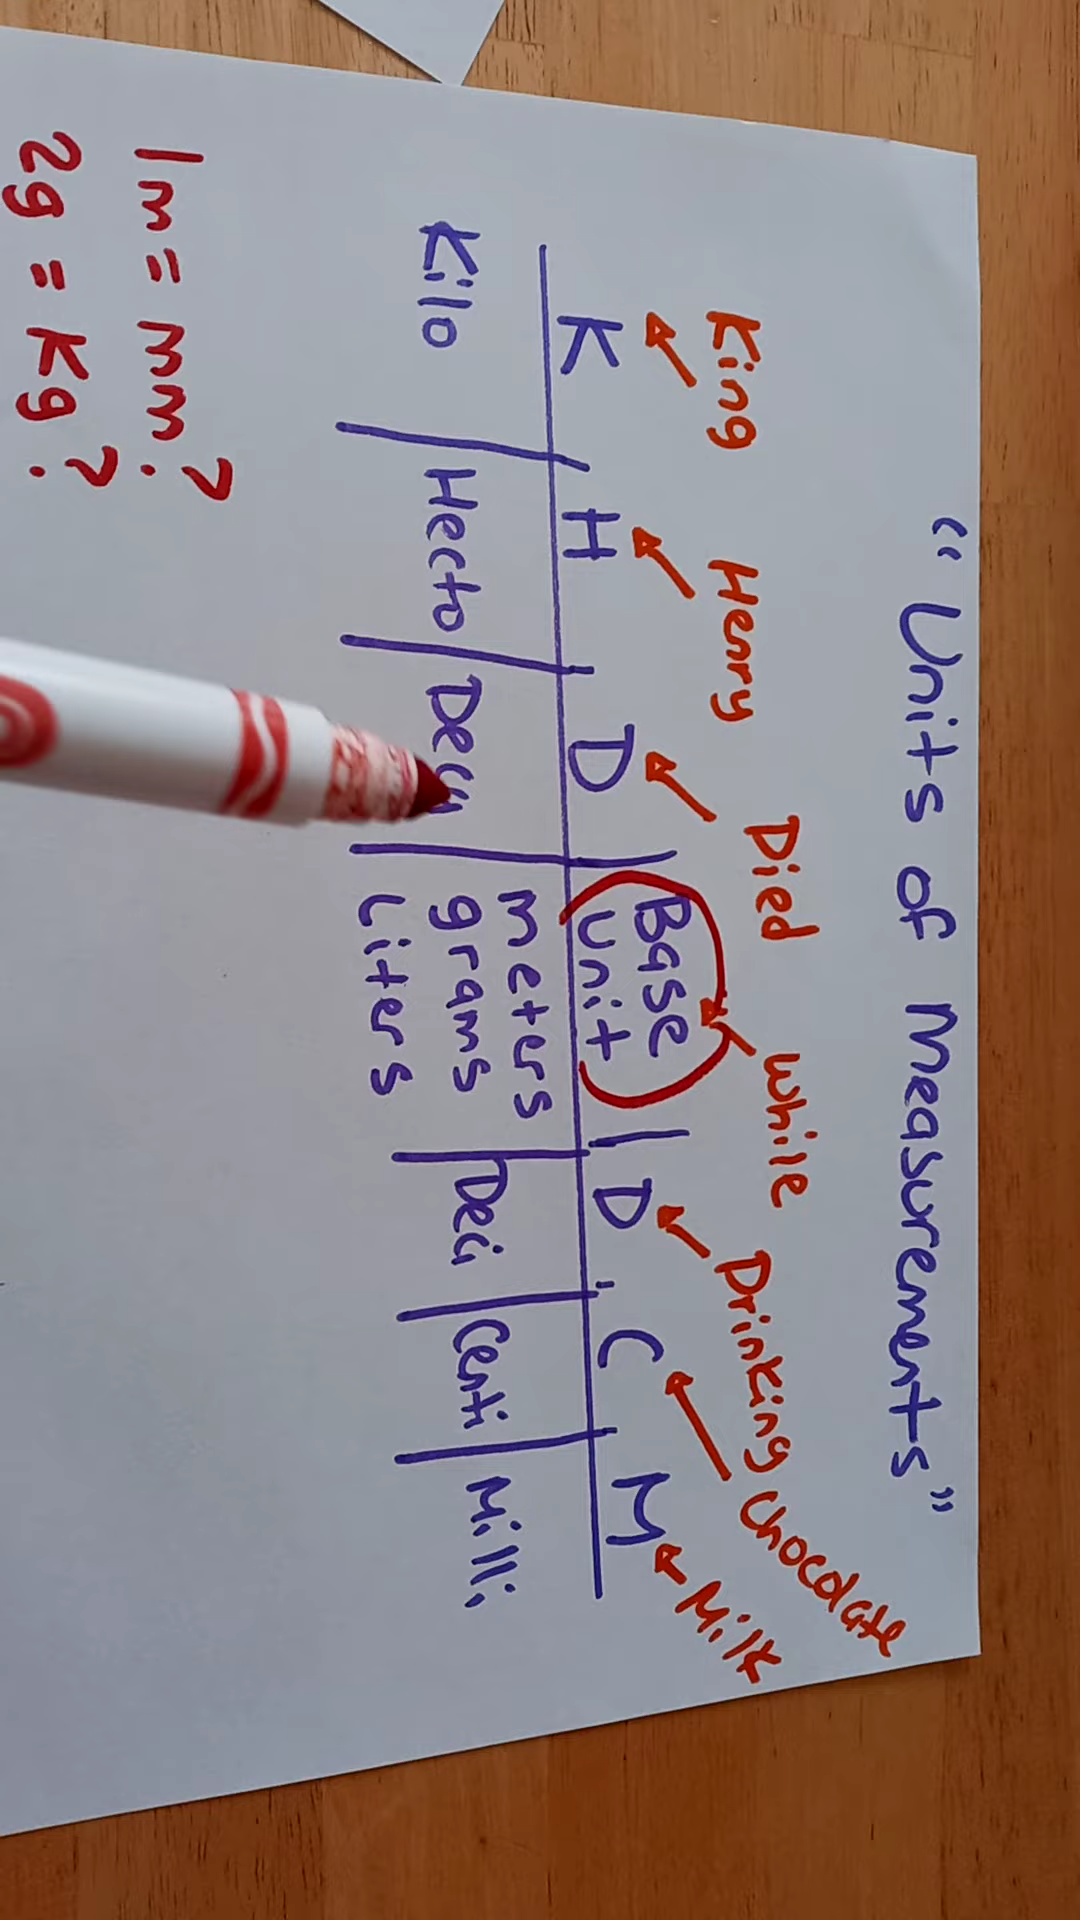 "Units of Measurements"
King Henry Died While Drinking Chocolate Milk
K H D Base Unit D C M
Kilo Hecto Deca meters Deci Centi Milli
grams
Liters
1m = mm?
2g = Kg?